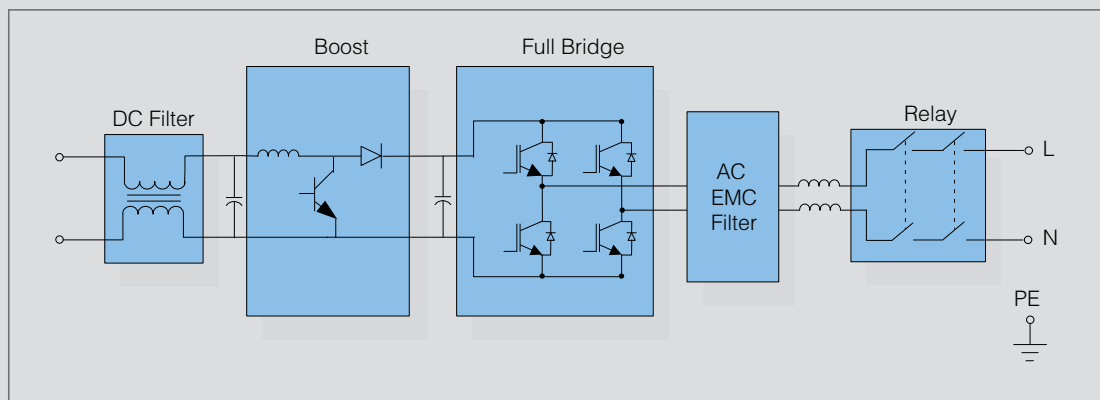 Boost
Full Bridge
DC Filter
Relay
AC
EMC
Filter
L
N
PE